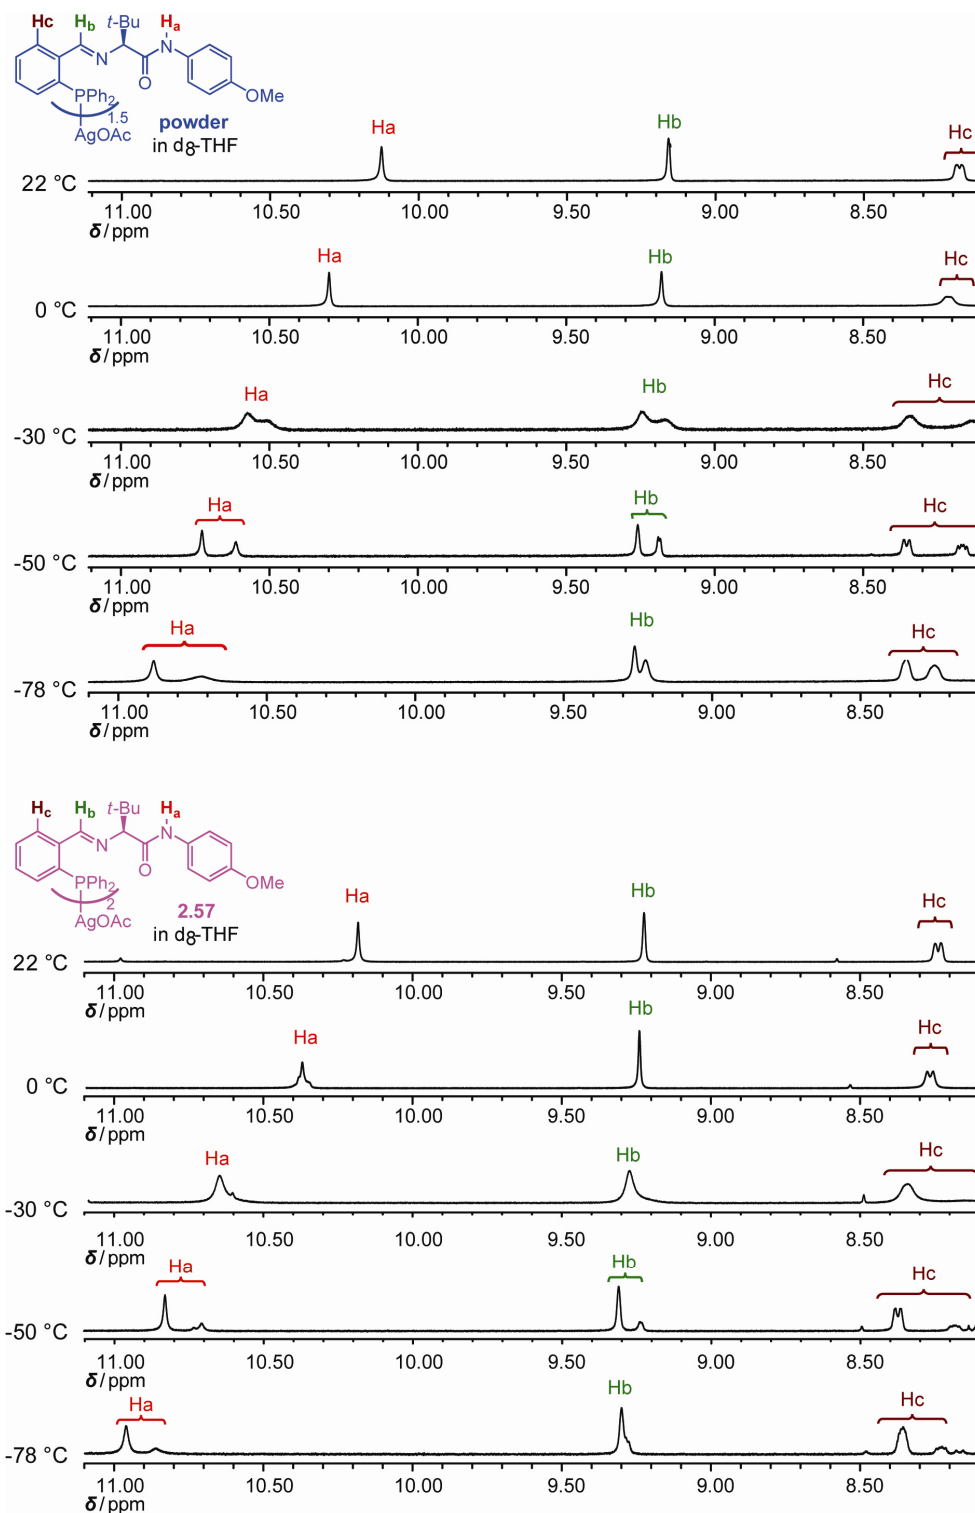 Hc Hb t-Bu Ha
N N
H
O
PPh2 OMe
1.5
AgOAc powder
in d8-THF
Ha Hb Hc
22 °C
11.00 10.50 10.00 9.50 9.00 8.50
δ/ppm
Ha Hb Hc
0 °C
11.00 10.50 10.00 9.50 9.00 8.50
δ/ppm
Ha Hb Hc
-30 °C
11.00 10.50 10.00 9.50 9.00 8.50
δ/ppm
Ha Hb Hc
-50 °C
11.00 10.50 10.00 9.50 9.00 8.50
δ/ppm
Ha Hb Hc
-78 °C
11.00 10.50 10.00 9.50 9.00 8.50
δ/ppm
Hc Hb t-Bu Ha
N N
H
O
PPh2 OMe
2
AgOAc 2.57
in d8-THF
Ha Hb Hc
22 °C
11.00 10.50 10.00 9.50 9.00 8.50
δ/ppm
Ha Hb Hc
0 °C
11.00 10.50 10.00 9.50 9.00 8.50
δ/ppm
Ha Hb Hc
-30 °C
11.00 10.50 10.00 9.50 9.00 8.50
δ/ppm
Ha Hb Hc
-50 °C
11.00 10.50 10.00 9.50 9.00 8.50
δ/ppm
Ha Hb Hc
-78 °C
11.00 10.50 10.00 9.50 9.00 8.50
δ/ppm